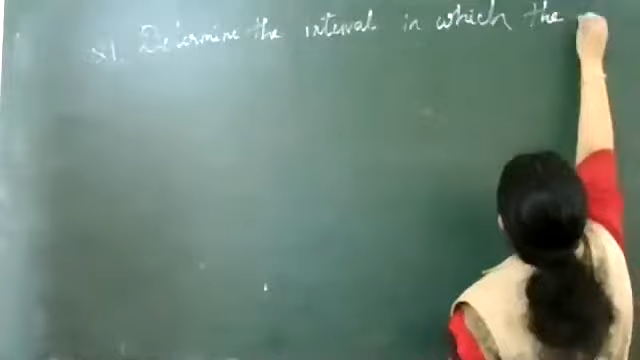 Q1. Determine the interval in which the